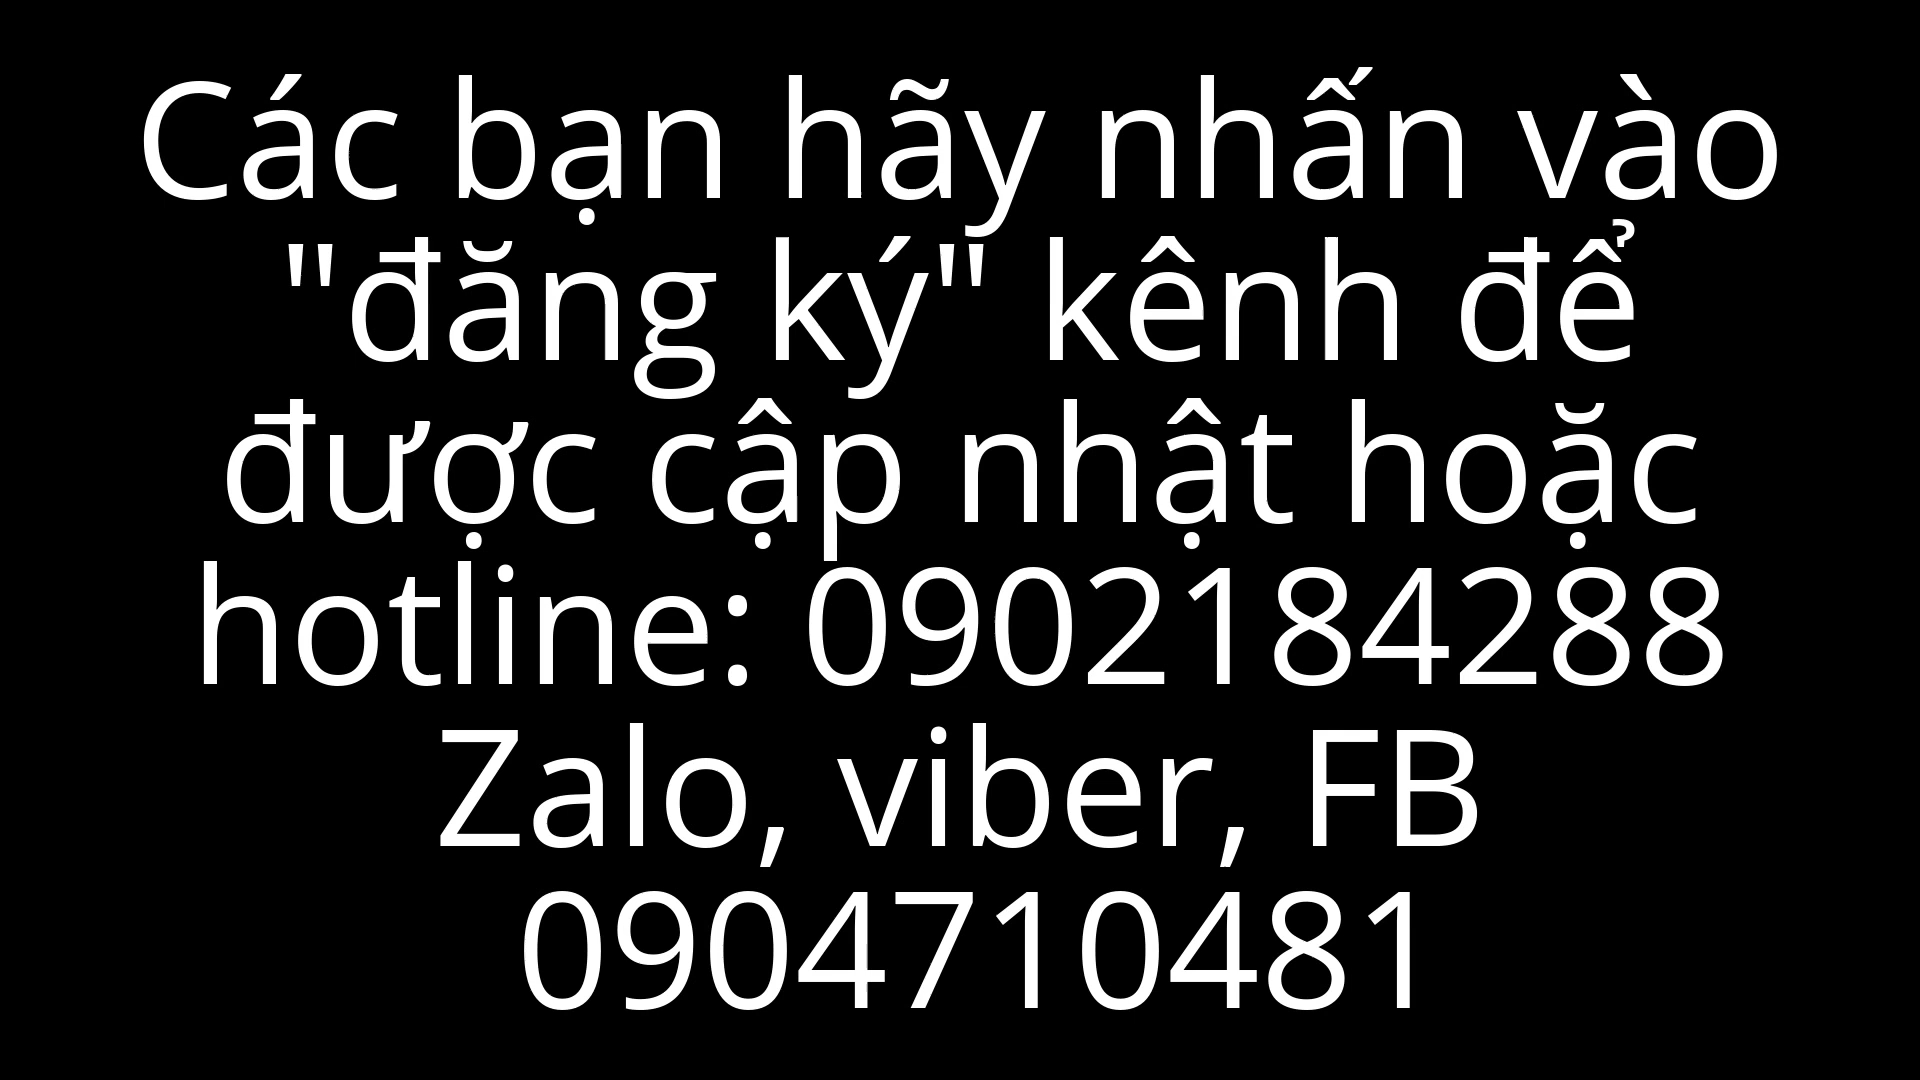 Các bạn hãy nhấn vào
"đăng ký" kênh để
được cập nhật hoặc
hotline: 0902184288
Zalo, viber, FB
0904710481